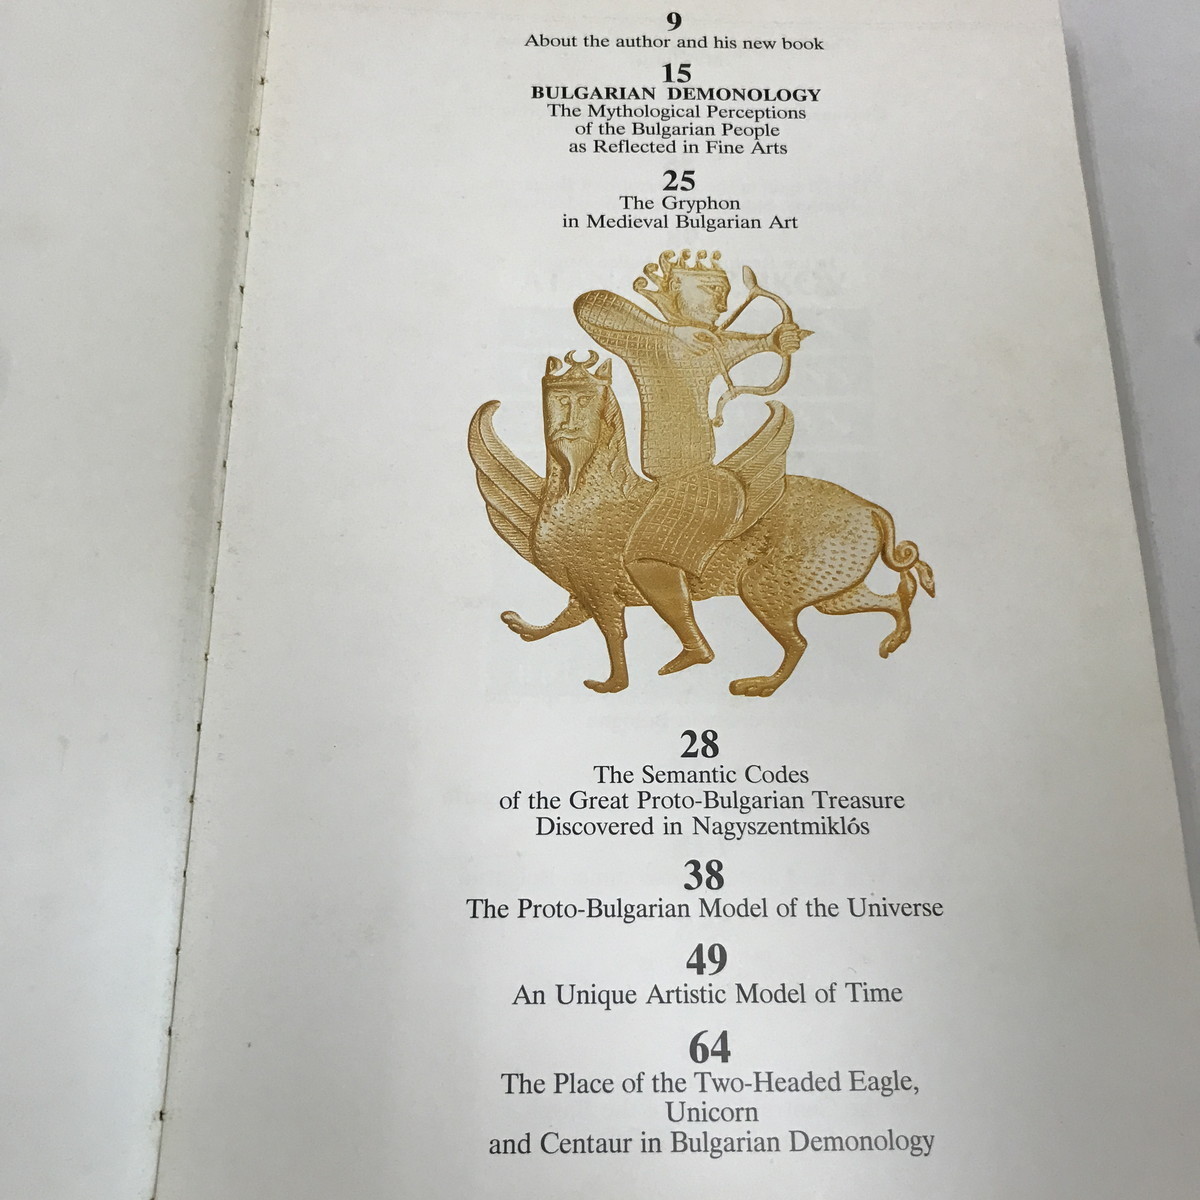 9
About the author and his new book
15
BULGARIAN DEMONOLOGY
The Mythological Perceptions
of the Bulgarian People
as Reflected in Fine Arts
25
The Gryphon
in Medieval Bulgarian Art
28
The Semantic Codes
of the Great Proto-Bulgarian Treasure
Discovered in Nagyszentmiklós
38
The Proto-Bulgarian Model of the Universe
49
An Unique Artistic Model of Time
64
The Place of the Two-Headed Eagle,
Unicorn
and Centaur in Bulgarian Demonology